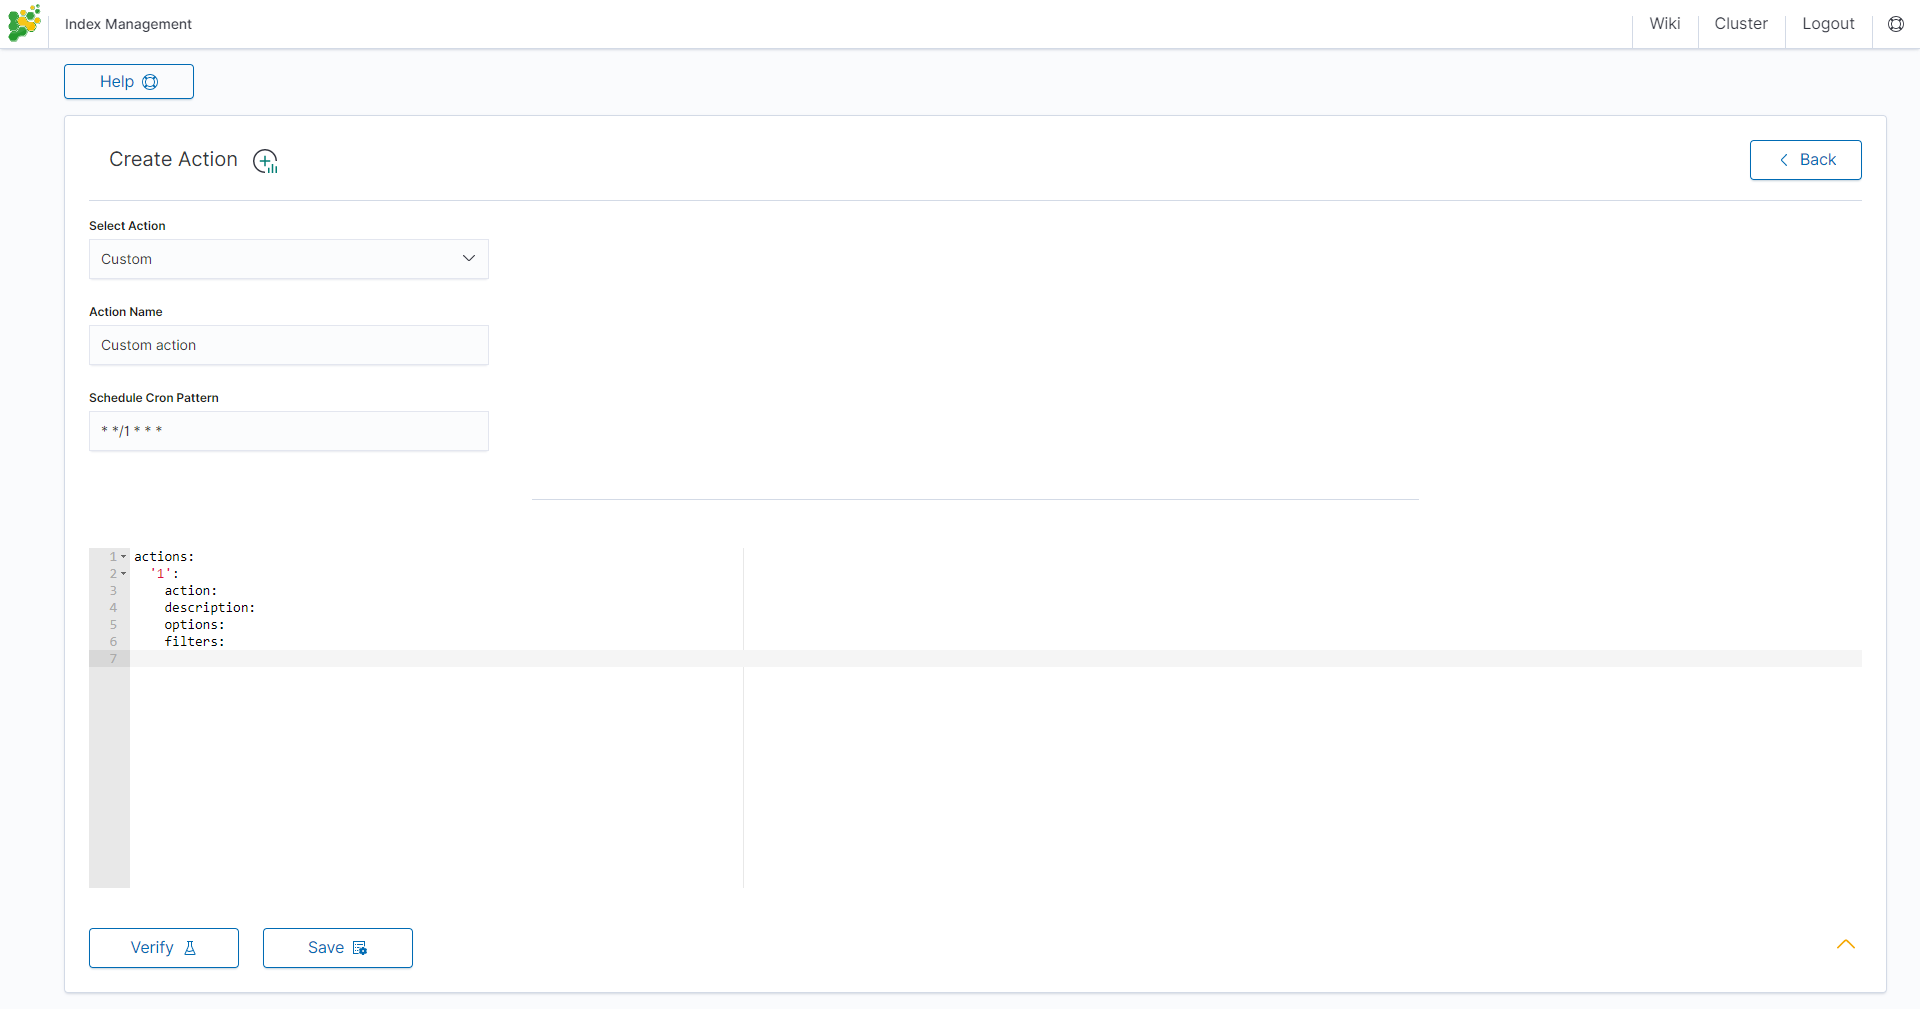 Index Management
Wiki
Cluster
Logout
Help
Create Action
Back
Select Action
Custom
Action Name
Custom action
Schedule Cron Pattern
* */1 * * *
1 actions:
2 '1':
3 action:
4 description:
5 options:
6 filters:
7
Verify
Save